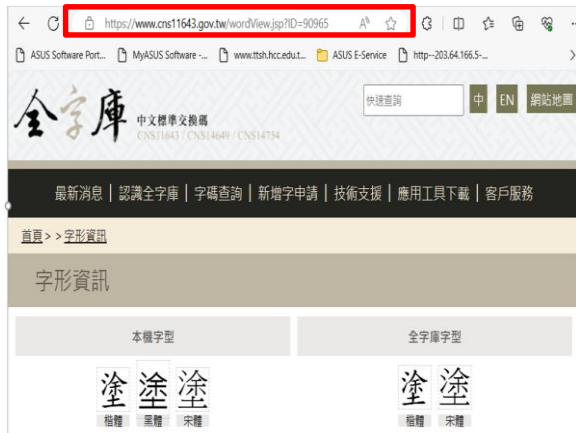 https://www.cns11643.gov.tw/wordView.jsp?ID=90965
ASUS Software Port... MyASUS Software -... www.ttsh.hcc.edu.t... ASUS E-Service http--203.64.166.5-...
全字庫 中文標準交換碼
CNS11643 / CNS14649 / CNS14754
快速查詢 中 EN 網站地圖
最新消息 | 認識全字庫 | 字碼查詢 | 新增字申請 | 技術支援 | 應用工具下載 | 客戶服務
首頁 > > 字形資訊
字形資訊
本機字型 全字庫字型
塗 塗 塗 塗 塗
楷體 黑體 宋體 楷體 宋體